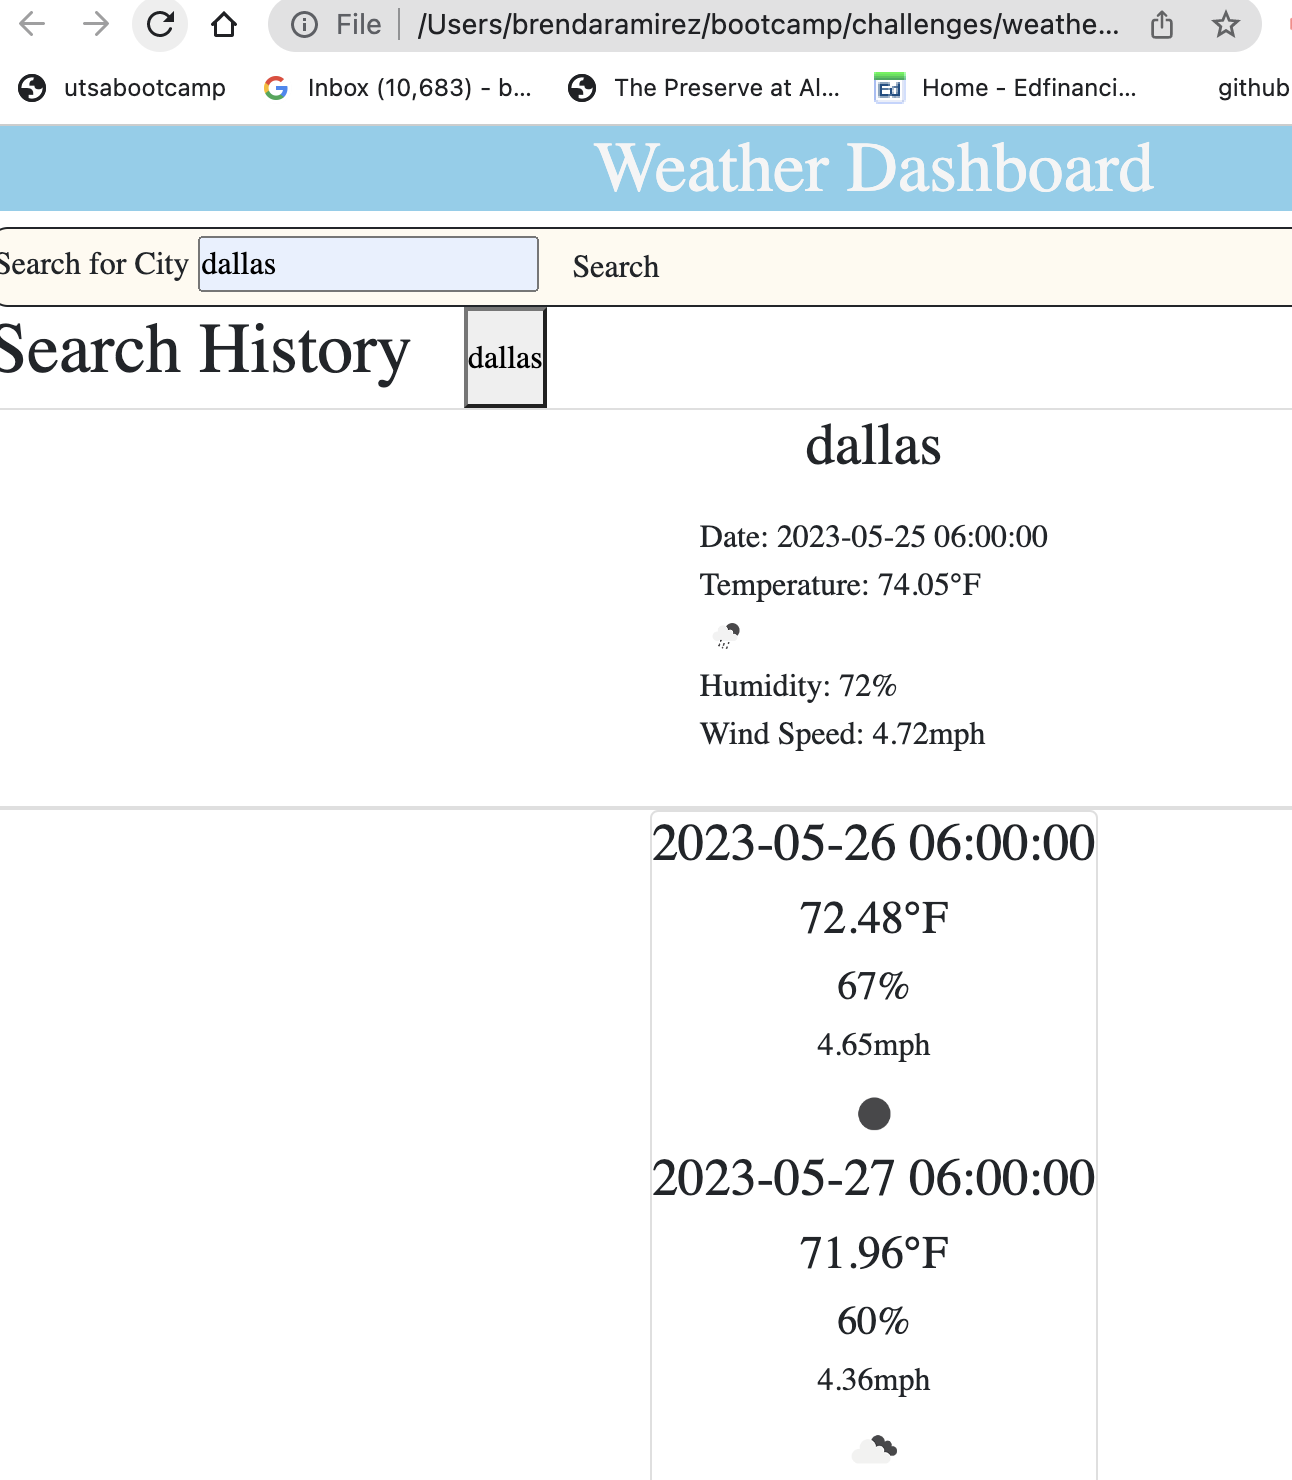 File /Users/brendaramirez/bootcamp/challenges/weathe...
utsabootcamp Inbox (10,683) - b... The Preserve at Al... Ed Home - Edfinanci... github
Weather Dashboard
Search for City dallas Search
Search History dallas
dallas
Date: 2023-05-25 06:00:00
Temperature: 74.05°F
Humidity: 72%
Wind Speed: 4.72mph
2023-05-26 06:00:00
72.48°F
67%
4.65mph
2023-05-27 06:00:00
71.96°F
60%
4.36mph